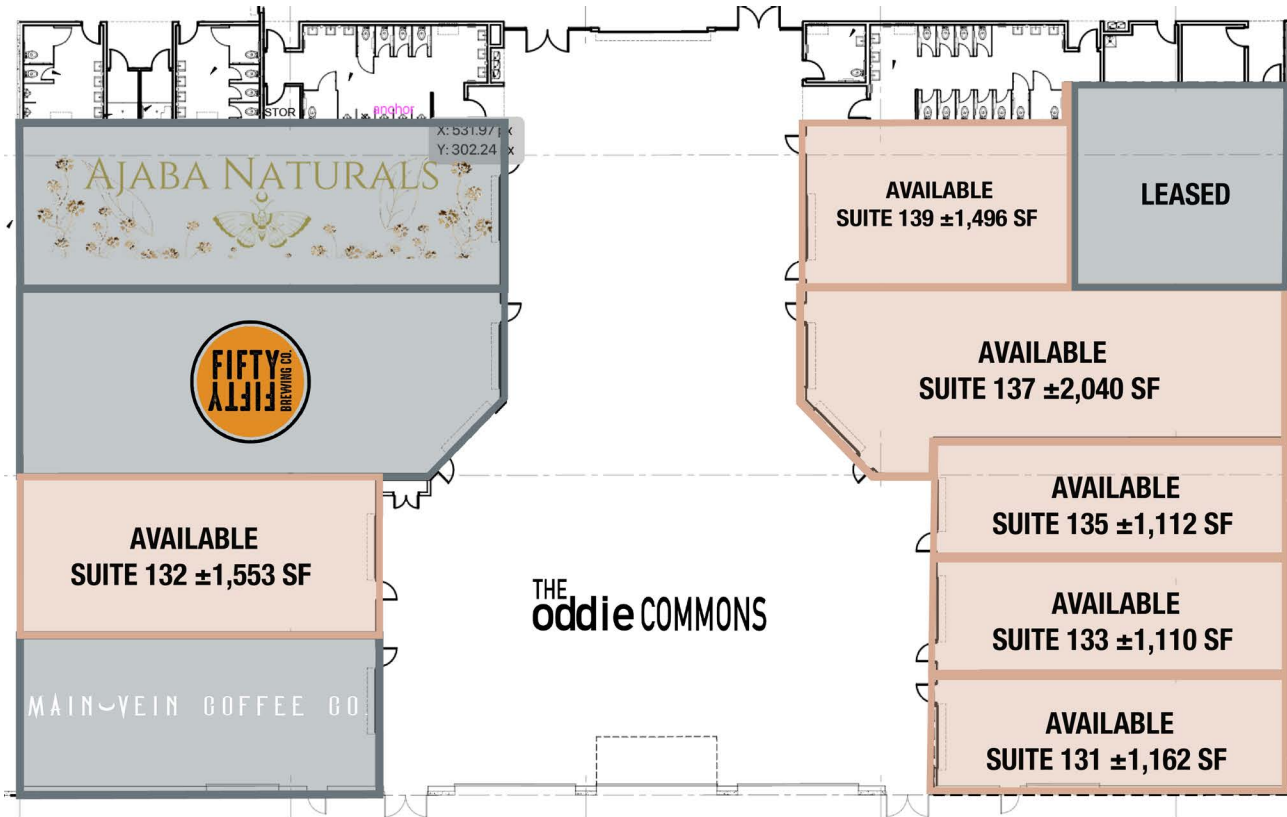 STOR
anchor
X: 531.97 px
Y: 302.24 x
AJABA NATURALS
FIFTY
FIFTY
BREWING CO.
AVAILABLE
SUITE 132 ±1,553 SF
MAIN VEIN COFFEE CO
THE
oddie COMMONS
AVAILABLE
SUITE 139 ±1,496 SF
LEASED
AVAILABLE
SUITE 137 ±2,040 SF
AVAILABLE
SUITE 135 ±1,112 SF
AVAILABLE
SUITE 133 ±1,110 SF
AVAILABLE
SUITE 131 ±1,162 SF